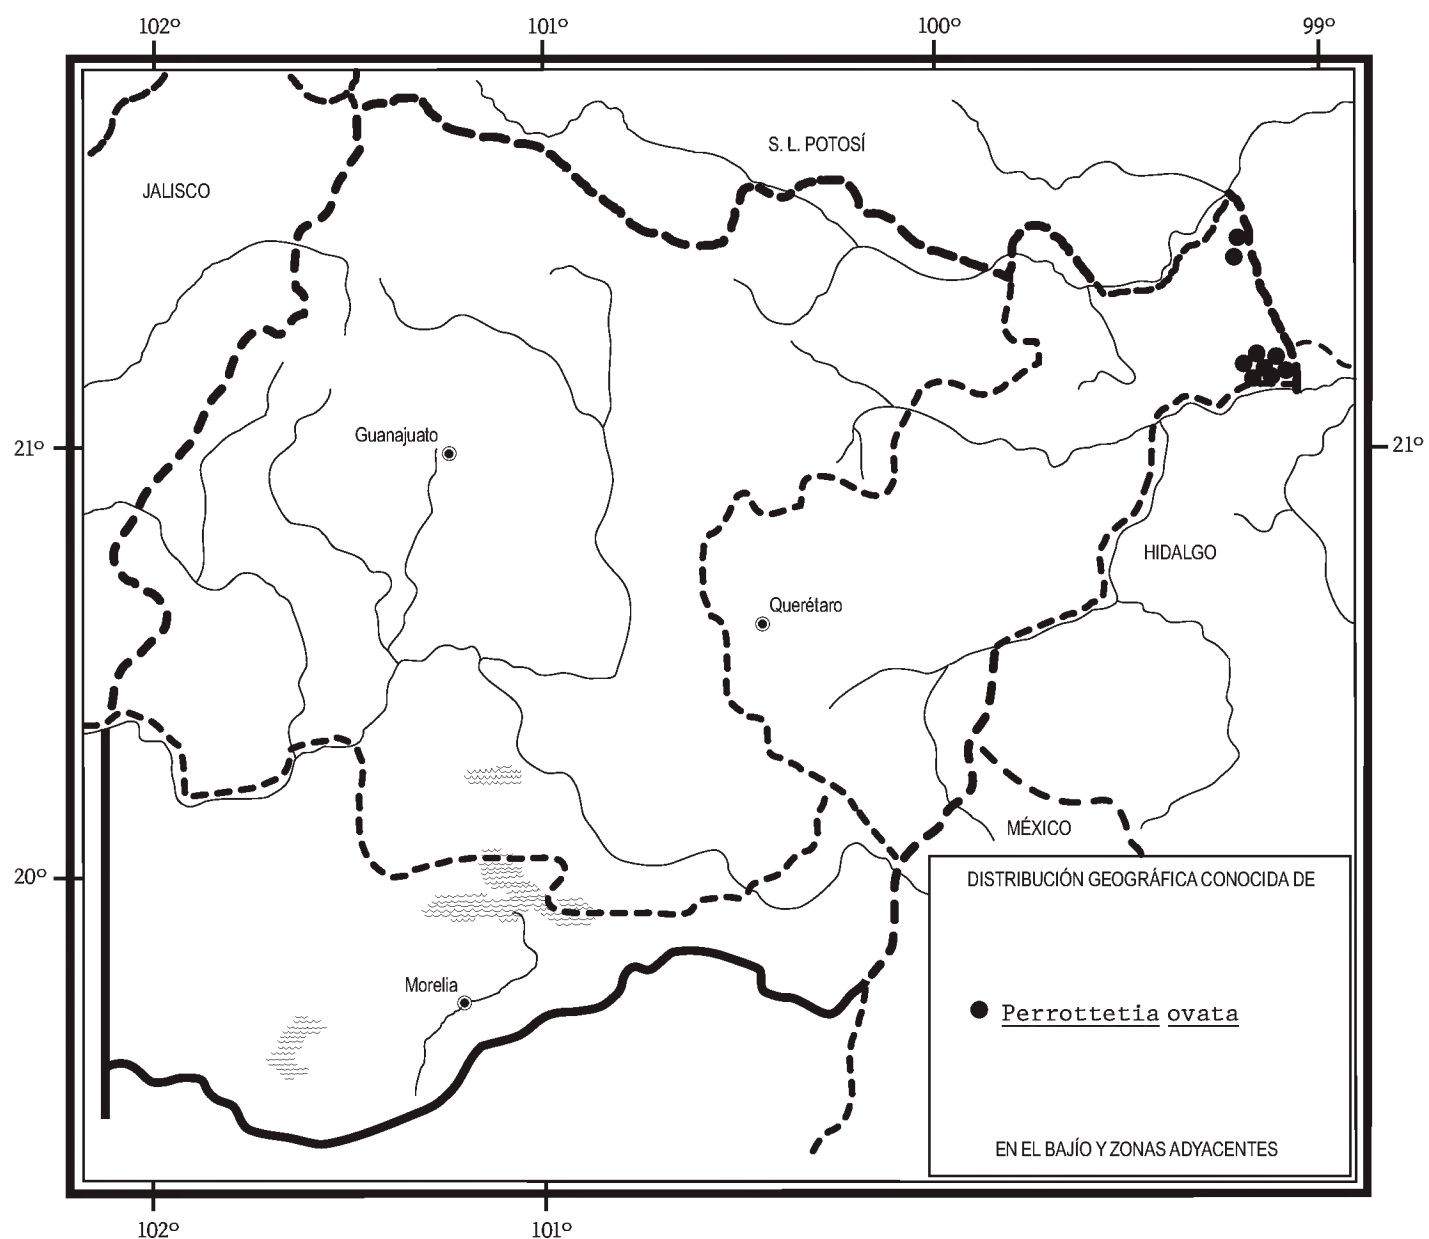 102º 101º 100º 99º
S. L. POTOSÍ
JALISCO
Guanajuato
21º 21º
HIDALGO
Querétaro
MÉXICO
20º
DISTRIBUCIÓN GEOGRÁFICA CONOCIDA DE
Morelia
Perrottetia ovata
EN EL BAJÍO Y ZONAS ADYACENTES
102º 101º